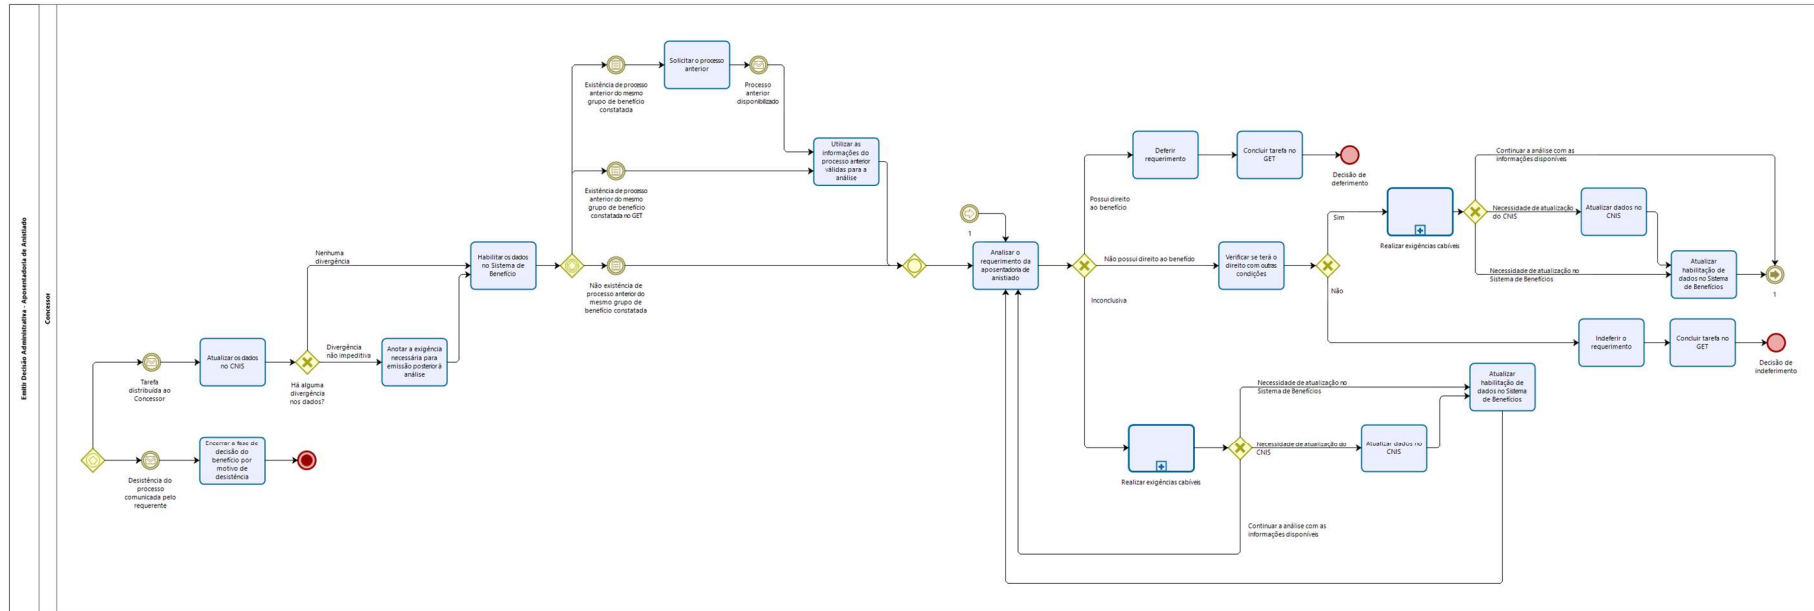 Emitir Decisão Administrativa - Aposentadoria de Anistiado
Concessor
Tarefa
distribuída ao
Concessor
Desistência do
processo
comunicada pelo
requerente
Atualizar os dados
no CNIS
Encerrar a fase de
decisão do
benefício por
motivo de
desistência
Há alguma
divergência
nos dados?
Nenhuma
divergência
Divergência
não impeditiva
Anotar a exigência
necessária para
emissão posterior à
análise
Habilitar os dados
no Sistema de
Benefício
Existência de processo
anterior do mesmo
grupo de benefício
constatada
Solicitar o processo
anterior
Processo
anterior
disponibilizado
Existência de processo
anterior do mesmo
grupo de benefício
constatada no GET
Utilizar as
informações do
processo anterior
válidas para a
análise
Não existência de
processo anterior do
mesmo grupo de
benefício constatada
1
Analisar o
requerimento da
aposentadoria de
anistiado
Possui direito
ao benefício
Deferir
requerimento
Concluir tarefa no
GET
Decisão de
deferimento
Não possui direito ao benefício
Verificar se terá o
direito com outras
condições
Inconclusiva
Sim
Não
Realizar exigências cabíveis
Continuar a análise com as
informações disponíveis
Necessidade de atualização
do CNIS
Atualizar dados no
CNIS
Necessidade de atualização no
Sistema de Benefícios
Atualizar
habilitação de
dados no Sistema
de Benefícios
1
Indeferir o
requerimento
Concluir tarefa no
GET
Decisão de
indeferimento
Realizar exigências cabíveis
Necessidade de atualização no
Sistema de Benefícios
Necessidade de atualização do
CNIS
Atualizar dados no
CNIS
Atualizar
habilitação de
dados no Sistema
de Benefícios
Continuar a análise com as
informações disponíveis